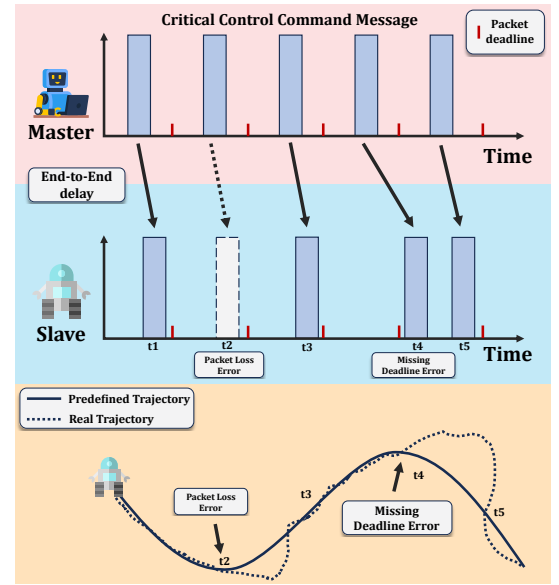 Critical Control Command Message
Packet
deadline
Master
Time
End-to-End
delay
Slave
t1
t2
t3
t4
t5
Time
Packet Loss
Error
Missing
Deadline Error
Predefined Trajectory
Real Trajectory
Packet Loss
Error
t2
t3
t4
Missing
Deadline Error
t5